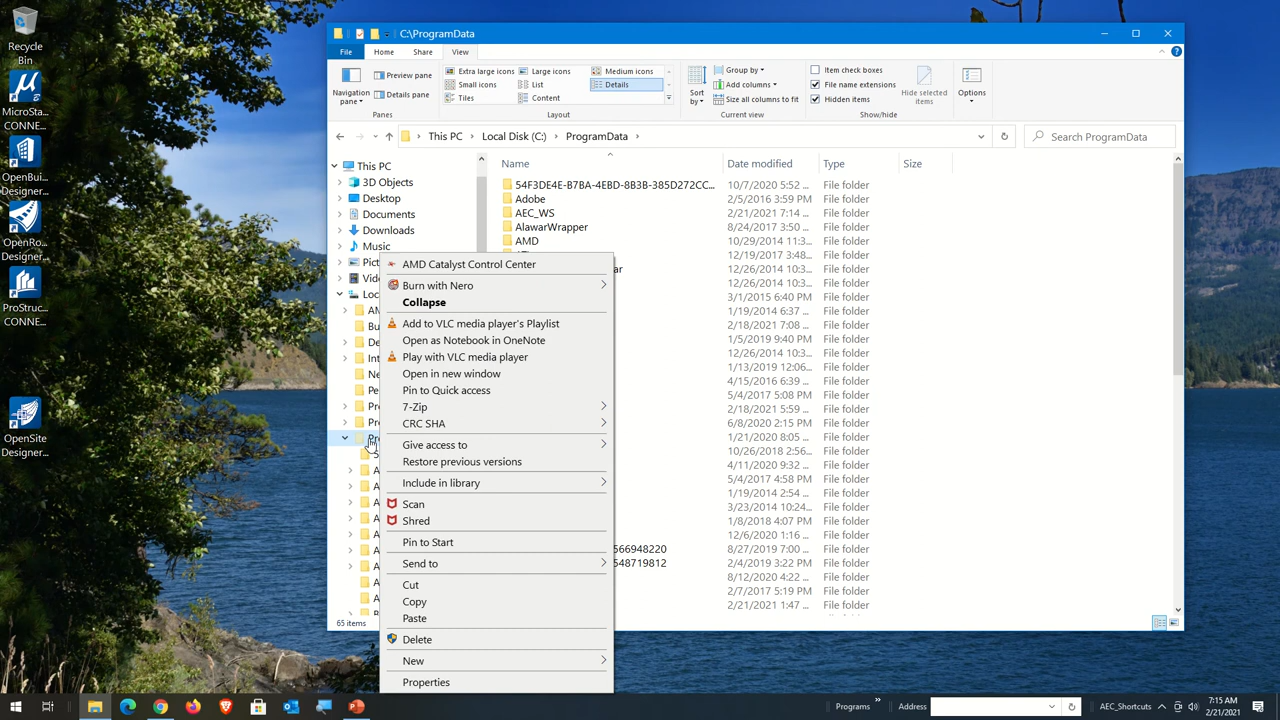 Recycle
Bin
MicroSta...
CONNE...
OpenBui...
Designer...
OpenRo...
Designe...
ProStruc...
CONNE...
OpenSite
Designer...
C:\ProgramData
File
Home
Share
View
Navigation
pane
Preview pane
Details pane
Panes
Extra large icons
Large icons
Medium icons
Small icons
List
Details
Tiles
Content
Layout
Sort
by
Group by
Add columns
Size all columns to fit
Current view
Item check boxes
File name extensions
Hidden items
Hide selected
items
Show/hide
Options
This PC
Local Disk (C:)
ProgramData
Search ProgramData
This PC
3D Objects
Desktop
Documents
Downloads
Music
Name
Date modified
Type
Size
54F3DE4E-B7BA-4EBD-8B3B-385D272CC... 10/7/2020 5:52 ... File folder
Adobe 2/5/2016 3:59 PM File folder
AEC_WS 2/21/2021 7:14 ... File folder
AlawarWrapper 8/24/2017 3:50 ... File folder
AMD 10/29/2014 11:3... File folder
12/19/2017 3:48... File folder
ar 12/26/2014 10:3... File folder
12/26/2014 10:3... File folder
3/1/2015 6:40 PM File folder
1/19/2014 6:37 ... File folder
2/18/2021 7:08 ... File folder
1/5/2019 9:40 PM File folder
12/26/2014 10:3... File folder
1/13/2019 12:06... File folder
4/15/2016 6:39 ... File folder
5/4/2017 5:08 PM File folder
2/18/2021 5:59 ... File folder
6/8/2020 2:15 PM File folder
1/21/2020 8:05 ... File folder
10/26/2018 2:56... File folder
4/11/2020 9:32 ... File folder
5/4/2017 4:58 PM File folder
1/19/2014 2:54 ... File folder
3/23/2014 10:24... File folder
1/8/2018 4:07 PM File folder
12/6/2020 1:16 ... File folder
566948220 8/27/2019 7:00 ... File folder
548719812 2/4/2019 3:22 PM File folder
8/12/2020 4:22 ... File folder
2/7/2017 5:19 PM File folder
2/21/2021 1:47 ... File folder
AMD Catalyst Control Center
Burn with Nero
Collapse
Add to VLC media player's Playlist
Open as Notebook in OneNote
Play with VLC media player
Open in new window
Pin to Quick access
7-Zip
CRC SHA
Give access to
Restore previous versions
Include in library
Scan
Shred
Pin to Start
Send to
Cut
Copy
Paste
Delete
New
Properties
65 items
Programs
Address
AEC_Shortcuts
7:15 AM
2/21/2021